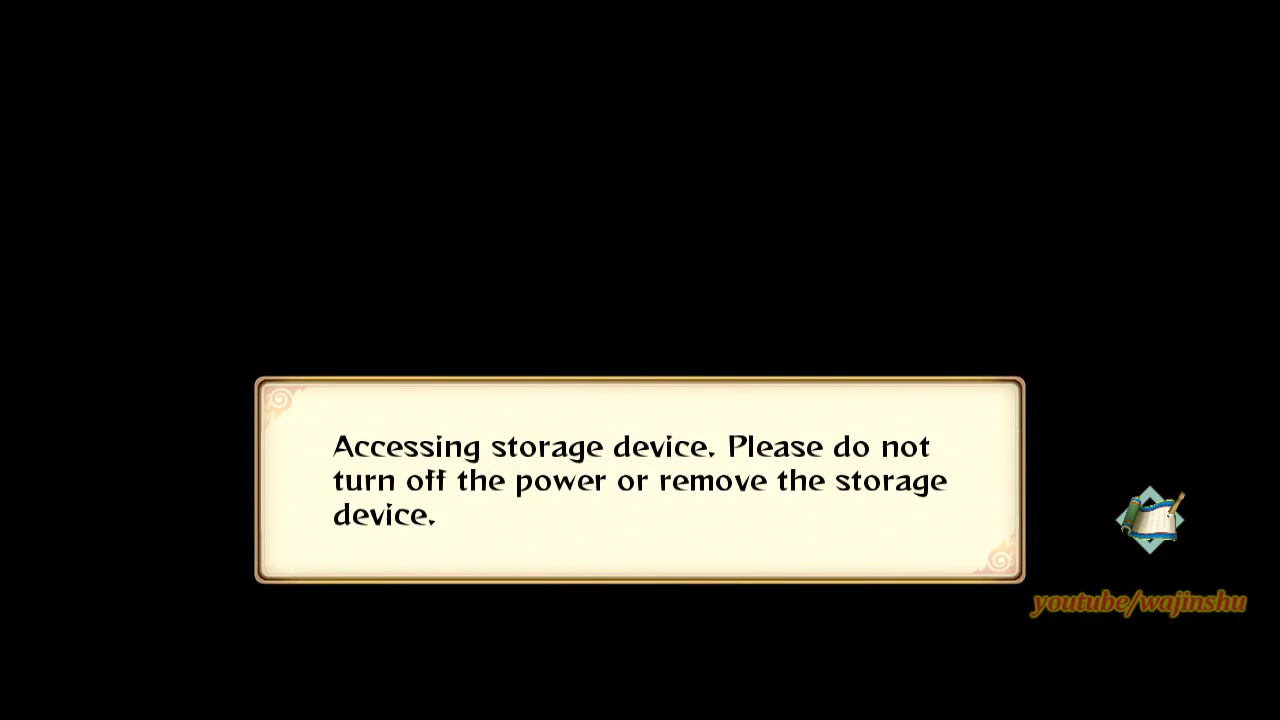 Accessing storage device. Please do not
turn off the power or remove the storage
device.
youtube/wajinshu